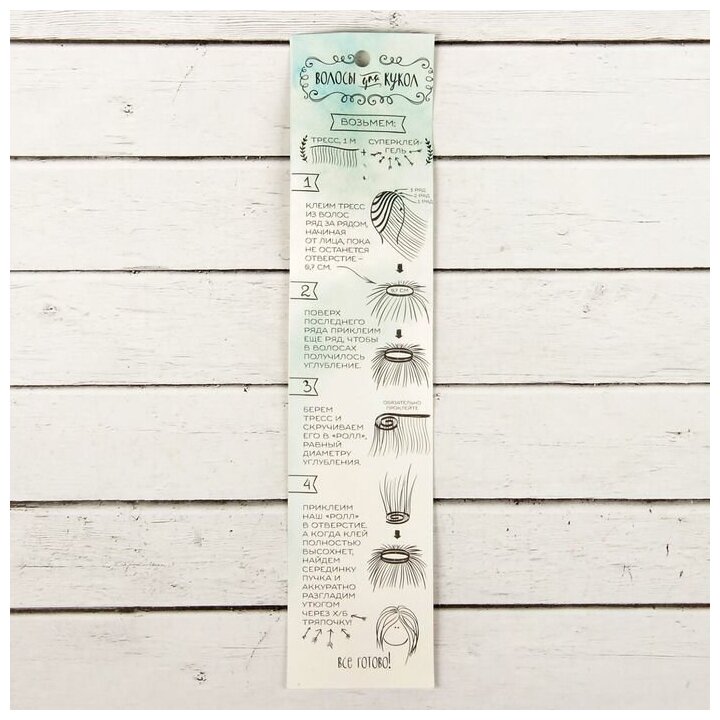 ВОЛОСЫ для КУКОЛ
ВОЗЬМЕМ:
ТРЕСС, 1 М + СУПЕРКЛЕЙ-
ГЕЛЬ
1
КЛЕИМ ТРЕСС
ИЗ ВОЛОС
РЯД ЗА РЯДОМ,
НАЧИНАЯ
ОТ ЛИЦА, ПОКА
НЕ ОСТАНЕТСЯ
ОТВЕРСТИЕ –
0,7 СМ.
1 РЯД
2 РЯД
1 РЯД
0,7 СМ
2
ПОВЕРХ
ПОСЛЕДНЕГО
РЯДА ПРИКЛЕИМ
ЕЩЕ РЯД, ЧТОБЫ
В ВОЛОСАХ
ПОЛУЧИЛОСЬ
УГЛУБЛЕНИЕ.
3
БЕРЕМ
ТРЕСС И
СКРУЧИВАЕМ
ЕГО В «РОЛЛ»,
РАВНЫЙ
ДИАМЕТРУ
УГЛУБЛЕНИЯ.
ОБЯЗАТЕЛЬНО
ПРОКЛЕЙТЕ
4
ПРИКЛЕИМ
НАШ «РОЛЛ»
В ОТВЕРСТИЕ.
А КОГДА КЛЕЙ
ПОЛНОСТЬЮ
ВЫСОХНЕТ,
НАЙДЕМ
СЕРЕДИНКУ
ПУЧКА И
АККУРАТНО
РАЗГЛАДИМ
УТЮГОМ
ЧЕРЕЗ Х/Б
ТРЯПОЧКУ!
ВСЕ ГОТОВО!